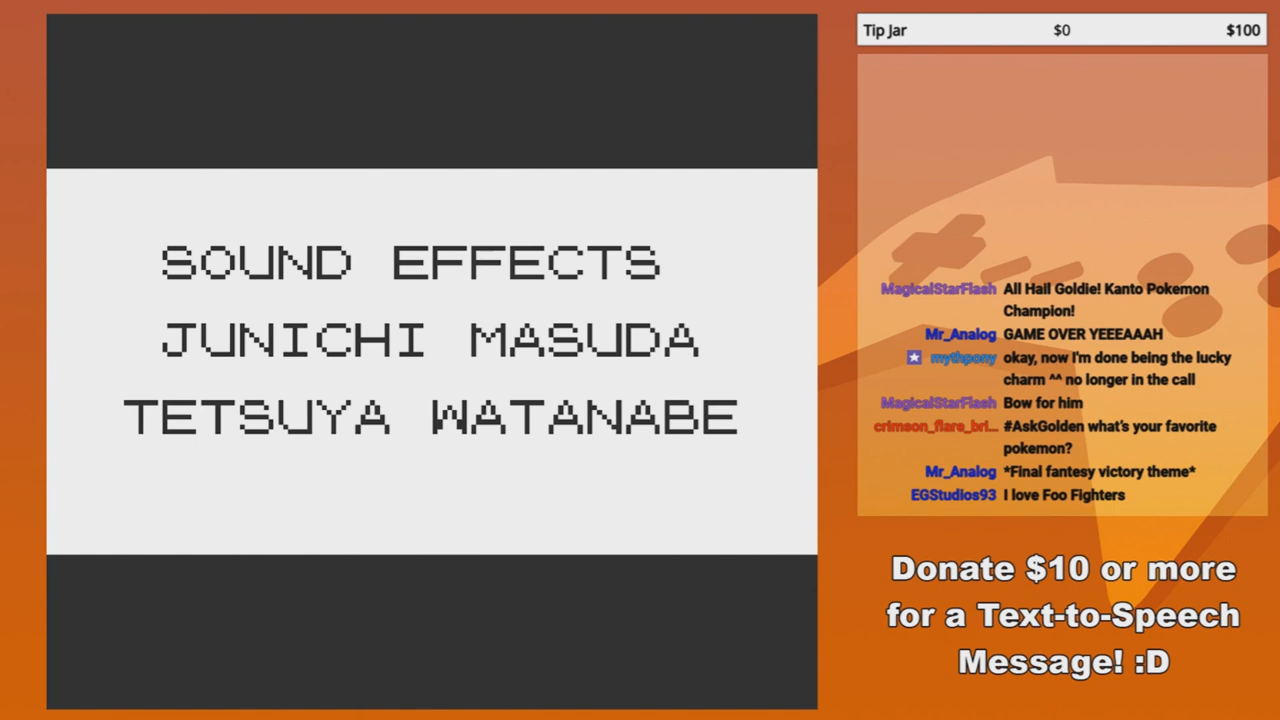 SOUND EFFECTS
JUNICHI MASUDA
TETSUYA WATANABE
Tip Jar $0 $100
MagicalStarFlash All Hail Goldie! Kanto Pokemon
Champion!
Mr_Analog GAME OVER YEEEAAAH
mythpony okay, now I'm done being the lucky
charm ^^ no longer in the call
MagicalStarFlash Bow for him
crimson_flare_bri... #AskGolden what's your favorite
pokemon?
Mr_Analog *Final fantasy victory theme*
EGStudios93 I love Foo Fighters
Donate $10 or more
for a Text-to-Speech
Message! :D